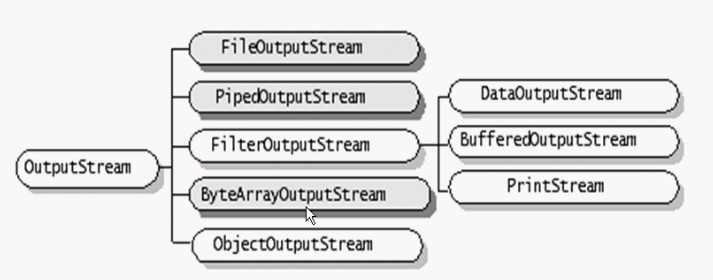 FileOutputStream
PipedOutputStream
DataOutputStream
FilterOutputStream
BufferedOutputStream
OutputStream
ByteArrayOutputStream
PrintStream
ObjectOutputStream